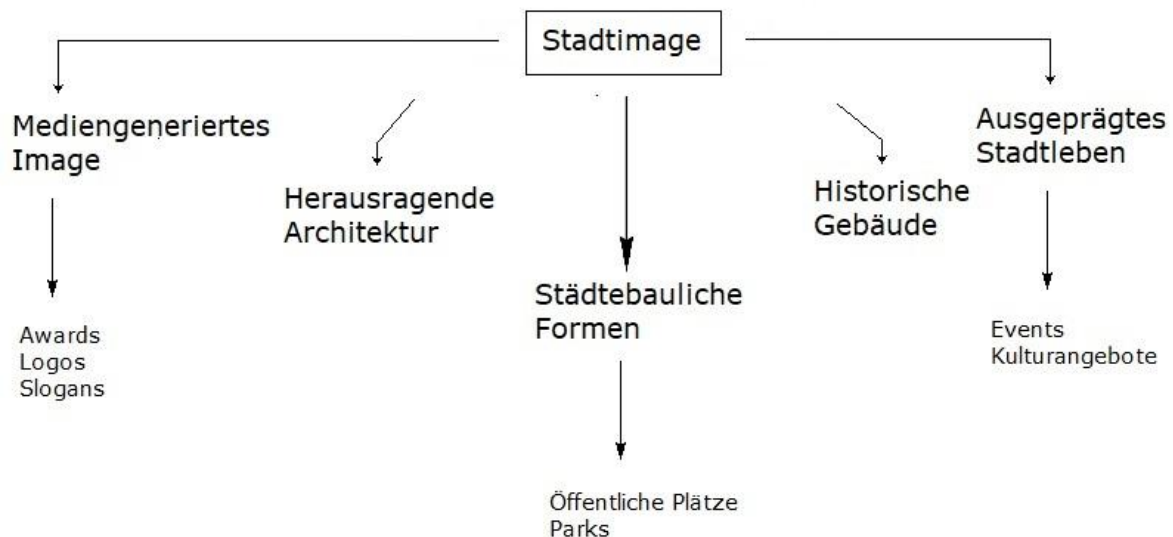 Stadtimage
Mediengeneriertes
Image
Awards
Logos
Slogans
Herausragende
Architektur
Städtebauliche
Formen
Öffentliche Plätze
Parks
Historische
Gebäude
Ausgeprägtes
Stadtleben
Events
Kulturangebote